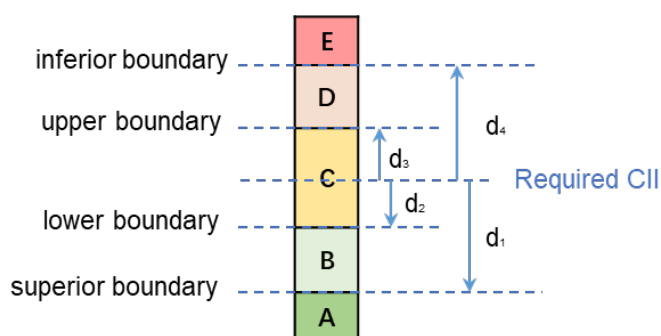 E
inferior boundary
D
upper boundary
d₄
d₃
C
Required CII
d₂
lower boundary
d₁
B
superior boundary
A